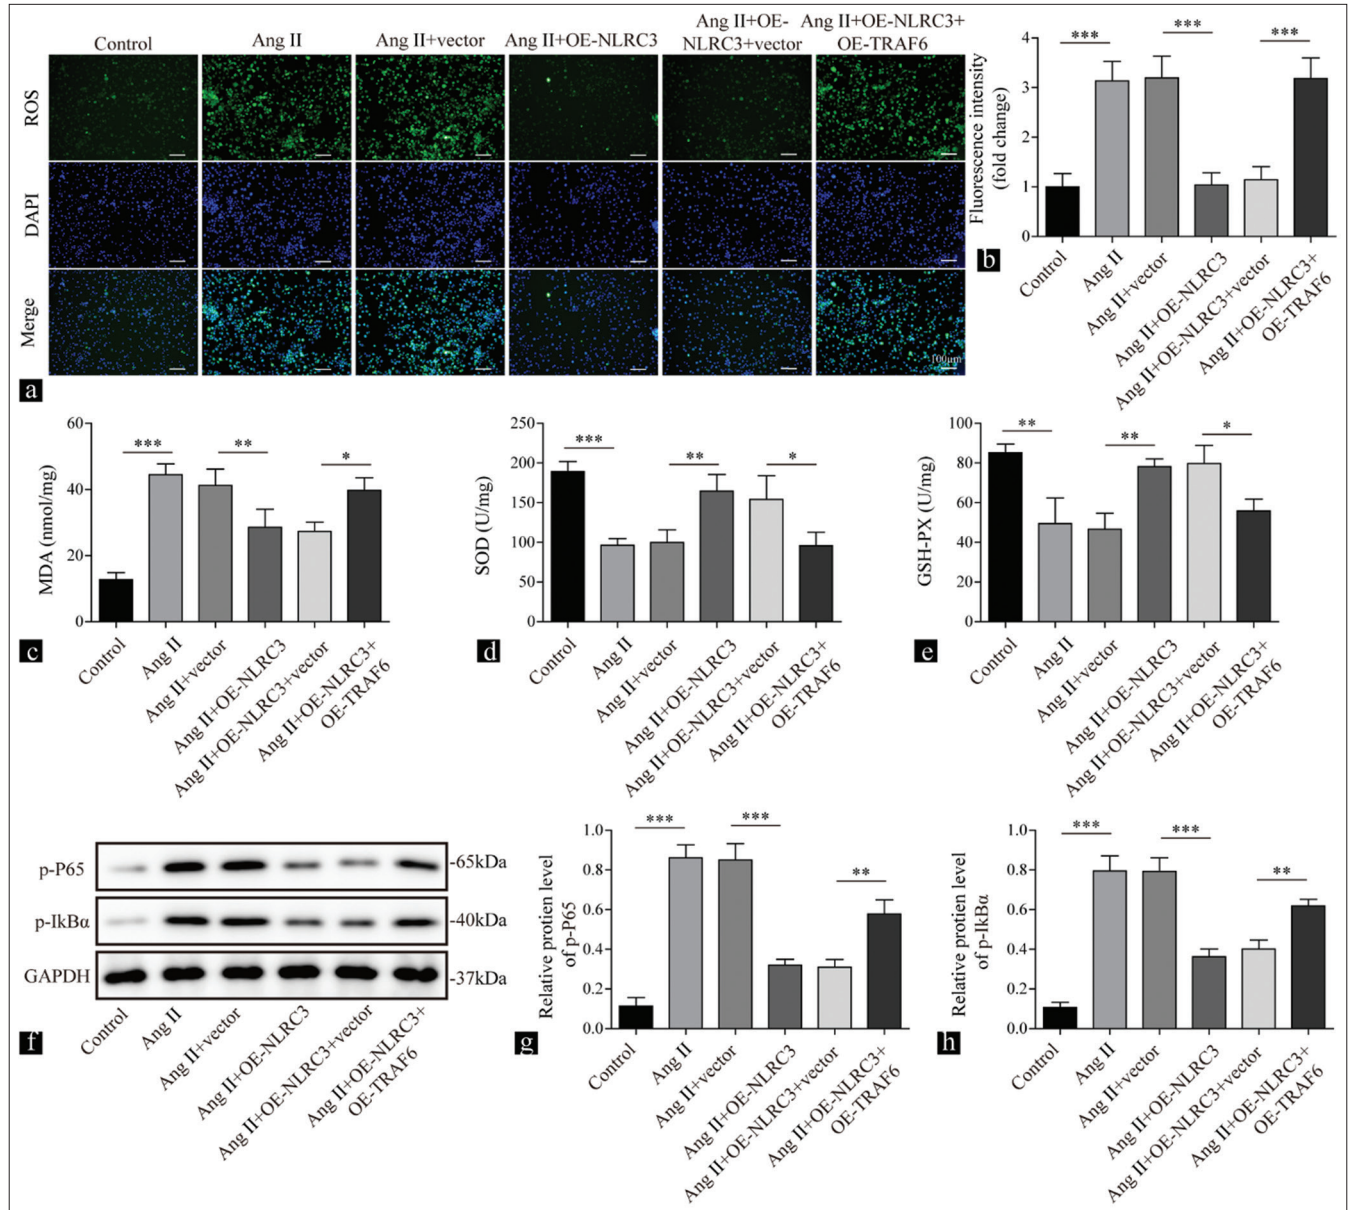 Control
Ang II
Ang II+vector
Ang II+OE-NLRC3
Ang II+OE-
NLRC3+vector
Ang II+OE-NLRC3+
OE-TRAF6
ROS
DAPI
Merge
100μm
a
***
***
***
Fluorescence intensity
(fold change)
4
3
2
1
0
Control
Ang II
Ang II+vector
Ang II+OE-NLRC3
Ang II+OE-NLRC3+vector
Ang II+OE-NLRC3+
OE-TRAF6
b
***
**
*
MDA (nmol/mg)
60
40
20
0
Control
Ang II
Ang II+vector
Ang II+OE-NLRC3
Ang II+OE-NLRC3+vector
Ang II+OE-NLRC3+
OE-TRAF6
c
***
**
*
SOD (U/mg)
250
200
150
100
50
0
Control
Ang II
Ang II+vector
Ang II+OE-NLRC3
Ang II+OE-NLRC3+vector
Ang II+OE-NLRC3+
OE-TRAF6
d
**
**
*
GSH-PX (U/mg)
100
80
60
40
20
0
Control
Ang II
Ang II+vector
Ang II+OE-NLRC3
Ang II+OE-NLRC3+vector
Ang II+OE-NLRC3+
OE-TRAF6
e
p-P65
-65kDa
p-IkBα
-40kDa
GAPDH
-37kDa
Control
Ang II
Ang II+vector
Ang II+OE-NLRC3
Ang II+OE-NLRC3+vector
Ang II+OE-NLRC3+
OE-TRAF6
f
***
***
**
Relative protien level
of p-P65
1.0
0.8
0.6
0.4
0.2
0.0
Control
Ang II
Ang II+vector
Ang II+OE-NLRC3
Ang II+OE-NLRC3+vector
Ang II+OE-NLRC3+
OE-TRAF6
g
***
***
**
Relative protien level
of p-IkBα
1.0
0.8
0.6
0.4
0.2
0.0
Control
Ang II
Ang II+vector
Ang II+OE-NLRC3
Ang II+OE-NLRC3+vector
Ang II+OE-NLRC3+
OE-TRAF6
h